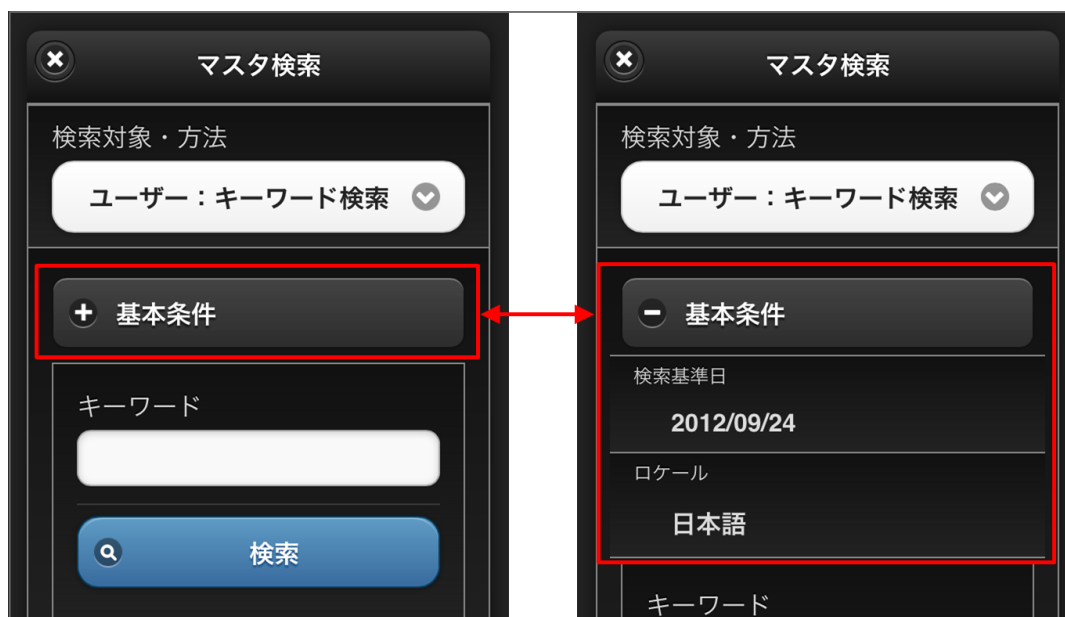 マスタ検索
検索対象・方法
ユーザー：キーワード検索
基本条件
キーワード
検索
マスタ検索
検索対象・方法
ユーザー：キーワード検索
基本条件
検索基準日
2012/09/24
ロケール
日本語
キーワード